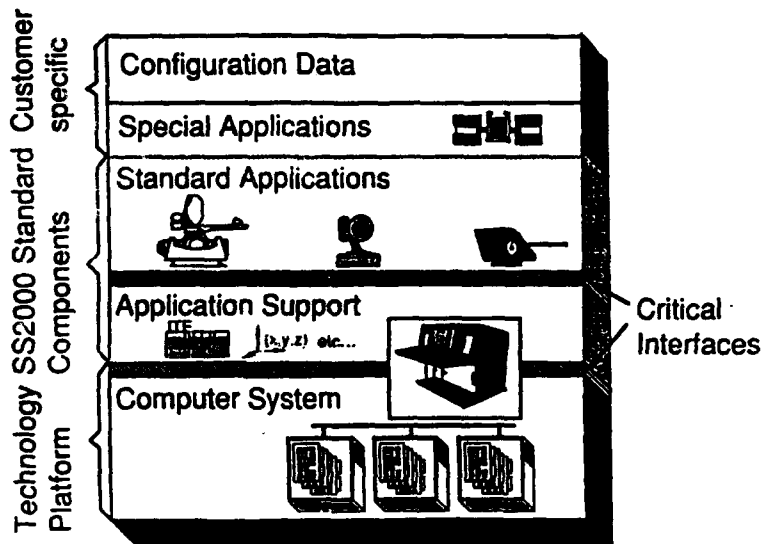 Customer
specific
Configuration Data
Special Applications
SS2000 Standard
Components
Standard Applications
Application Support
(x,y,z) etc...
Critical
Interfaces
Technology
Platform
Computer System